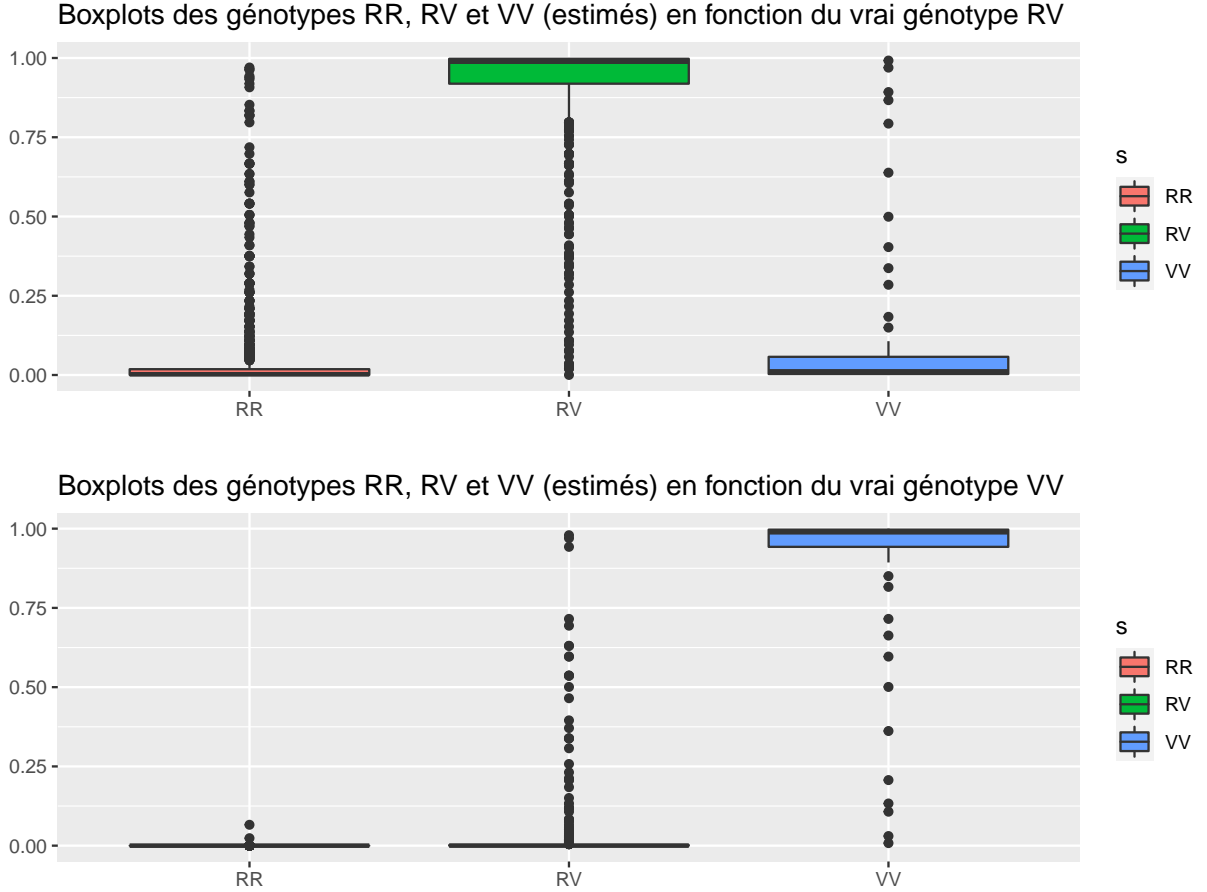 Boxplots des génotypes RR, RV et VV (estimés) en fonction du vrai génotype RV
1.00
0.75
0.50
0.25
0.00
RR RV VV
s
RR
RV
VV
Boxplots des génotypes RR, RV et VV (estimés) en fonction du vrai génotype VV
1.00
0.75
0.50
0.25
0.00
RR RV VV
s
RR
RV
VV